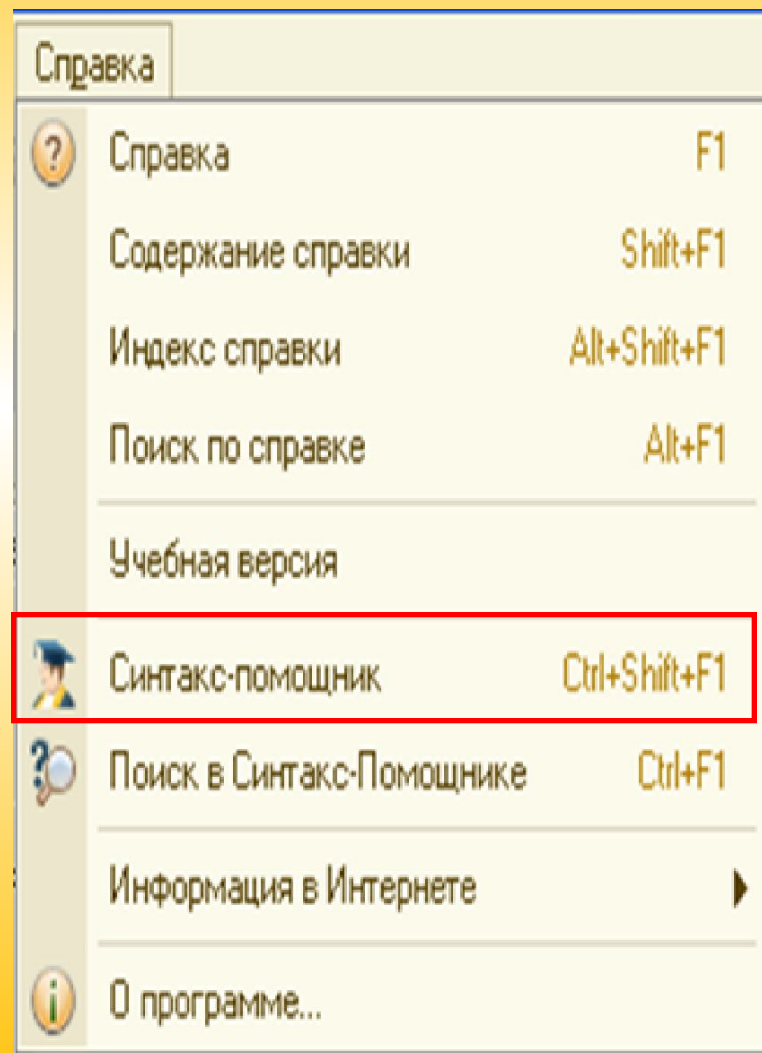 Справка
Справка F1
Содержание справки Shift+F1
Индекс справки Alt+Shift+F1
Поиск по справке Alt+F1
Учебная версия
Синтакс-помощник Ctrl+Shift+F1
Поиск в Синтакс-Помощнике Ctrl+F1
Информация в Интернете
О программе...